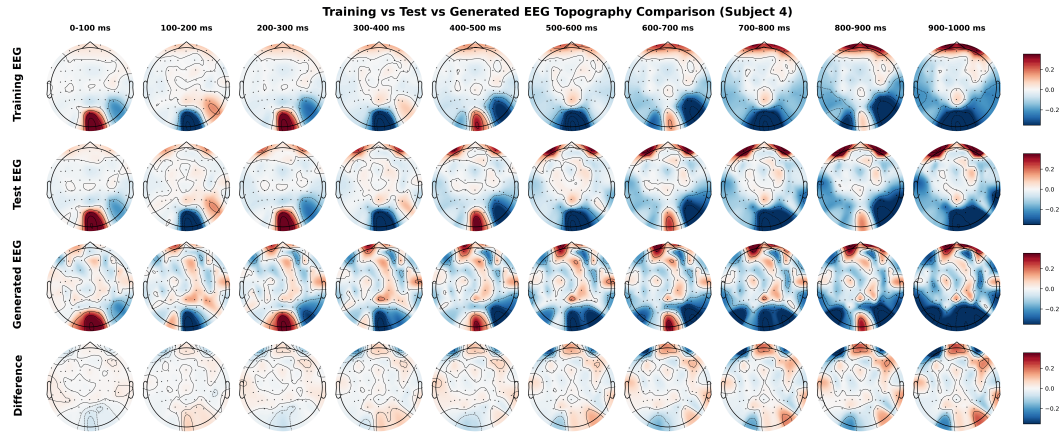 Training vs Test vs Generated EEG Topography Comparison (Subject 4)
0-100 ms 100-200 ms 200-300 ms 300-400 ms 400-500 ms 500-600 ms 600-700 ms 700-800 ms 800-900 ms 900-1000 ms
Training EEG
0.2
0.0
−0.2
Test EEG
0.2
0.0
−0.2
Generated EEG
0.2
0.0
−0.2
Difference
0.2
0.0
−0.2